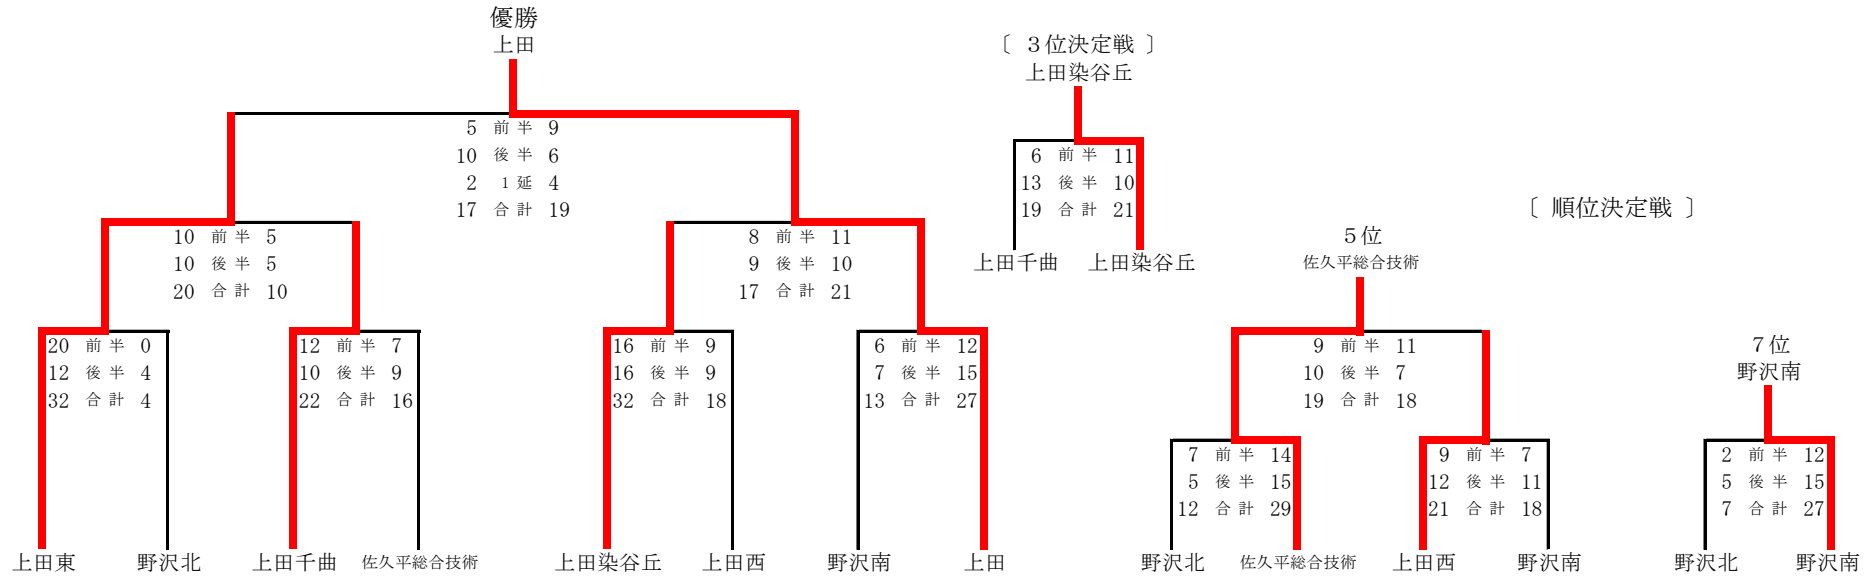 優勝
上田
5 前半 9
10 後半 6
2 1延 4
17 合計 19
10 前半 5
10 後半 5
20 合計 10
8 前半 11
9 後半 10
17 合計 21
20 前半 0
12 後半 4
32 合計 4
12 前半 7
10 後半 9
22 合計 16
16 前半 9
16 後半 9
32 合計 18
6 前半 12
7 後半 15
13 合計 27
上田東 野沢北 上田千曲 佐久平総合技術 上田染谷丘 上田西 野沢南 上田
〔 3位決定戦 〕
上田染谷丘
6 前半 11
13 後半 10
19 合計 21
上田千曲 上田染谷丘
〔 順位決定戦 〕
5位
佐久平総合技術
9 前半 11
10 後半 7
19 合計 18
7 前半 14
5 後半 15
12 合計 29
9 前半 7
12 後半 11
21 合計 18
野沢北 佐久平総合技術 上田西 野沢南
7位
野沢南
2 前半 12
5 後半 15
7 合計 27
野沢北 野沢南